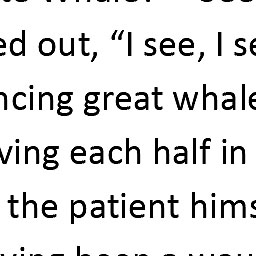 ed out, “I see, I se
ncing great whale
ving each half in
the patient hims